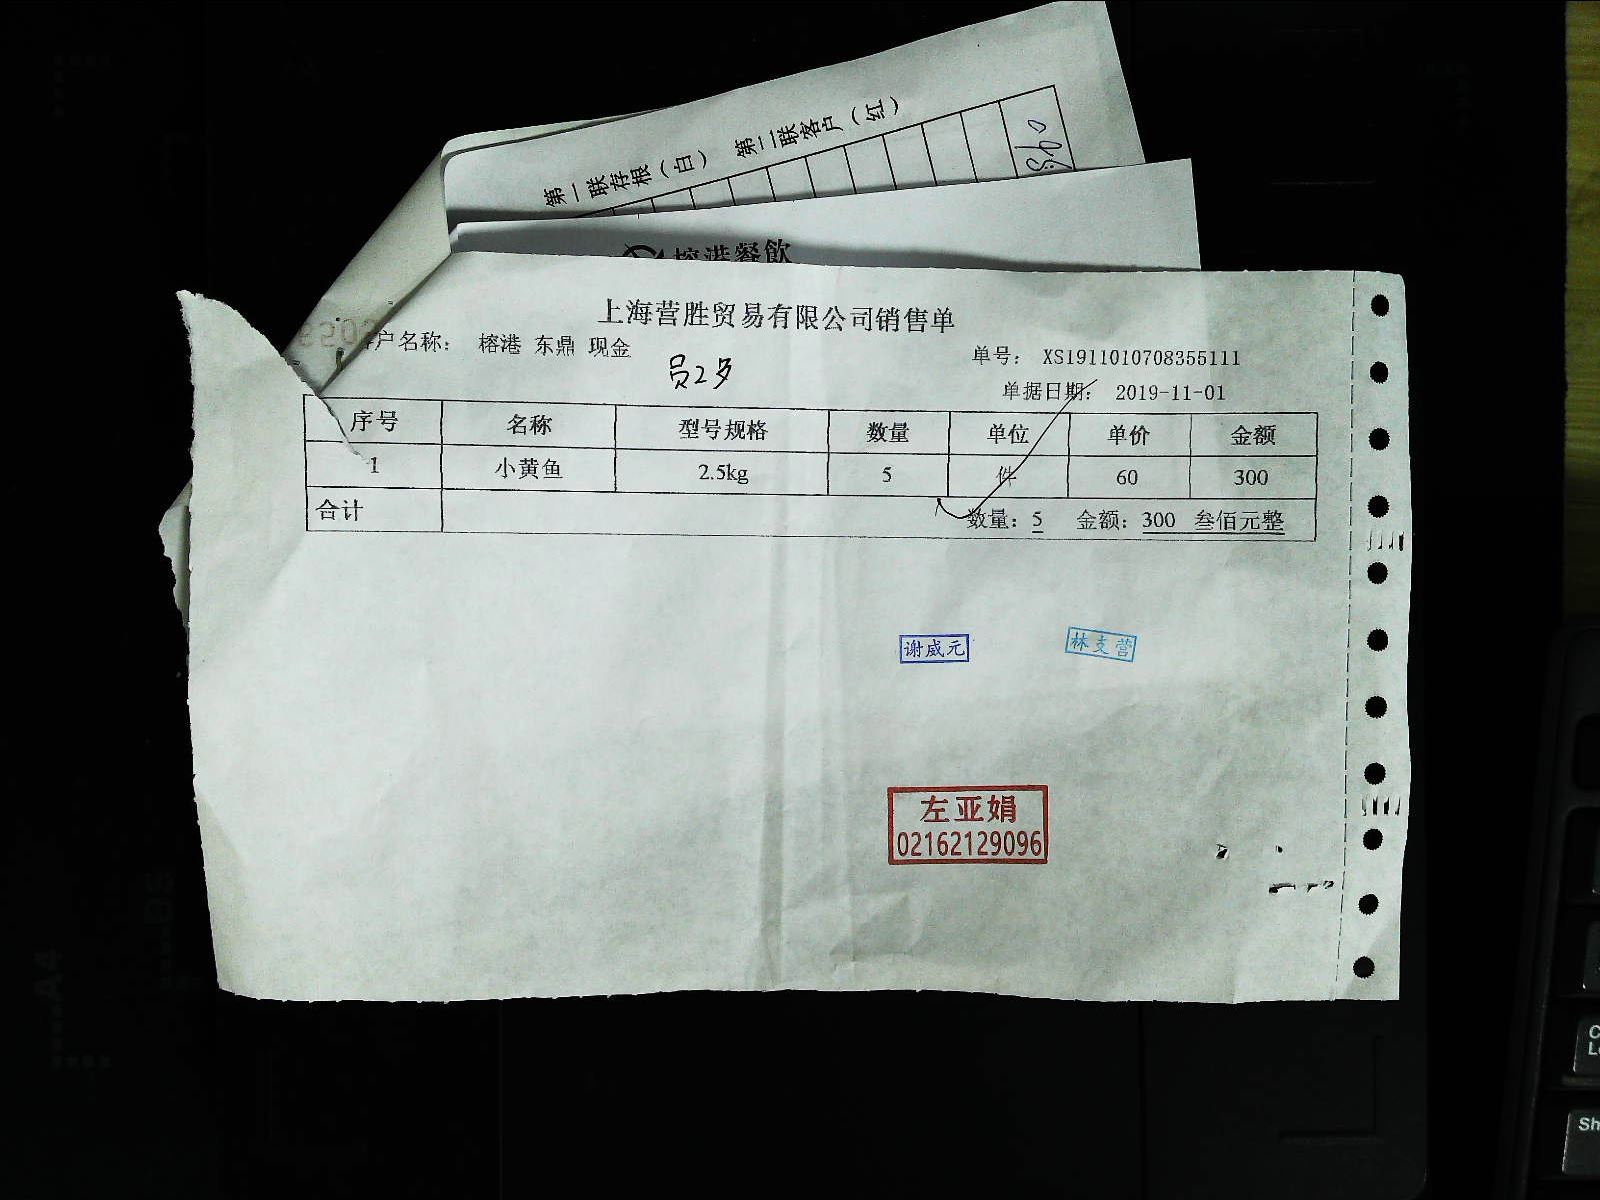 第一联存根（白） 第二联客户（红）
榕港餐飲
上海营胜贸易有限公司销售单
户名称： 榕港 东鼎 现金
单号： XS1911010708355111
单据日期： 2019-11-01
序号 名称 型号规格 数量 单位 单价 金额
1 小黄鱼 2.5kg 5 件 60 300
合计 数量：5 金额：300 叁佰元整
谢威元 林支营
左亚娟
02162129096
A4
Sh